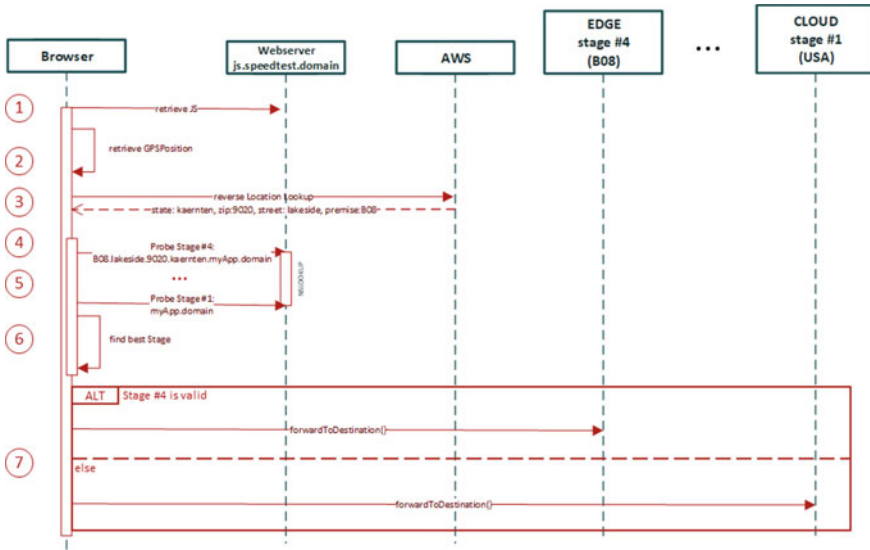 Browser
Webserver
js.speedtest.domain
AWS
EDGE
stage #4
(B08)
...
CLOUD
stage #1
(USA)
1
retrieve JS
retrieve GPSPosition
2
reverse Location Lookup
3
state: kaernten, zip:9020, street: lakeside, premise:B08
4
Probe Stage #4:
B08.lakeside.9020.kaernten.myApp.domain
NSLOOKUP
...
5
Probe Stage #1:
myApp.domain
6
find best Stage
ALT
Stage #4 is valid
forwardToDestination()
7
else
forwardToDestination()